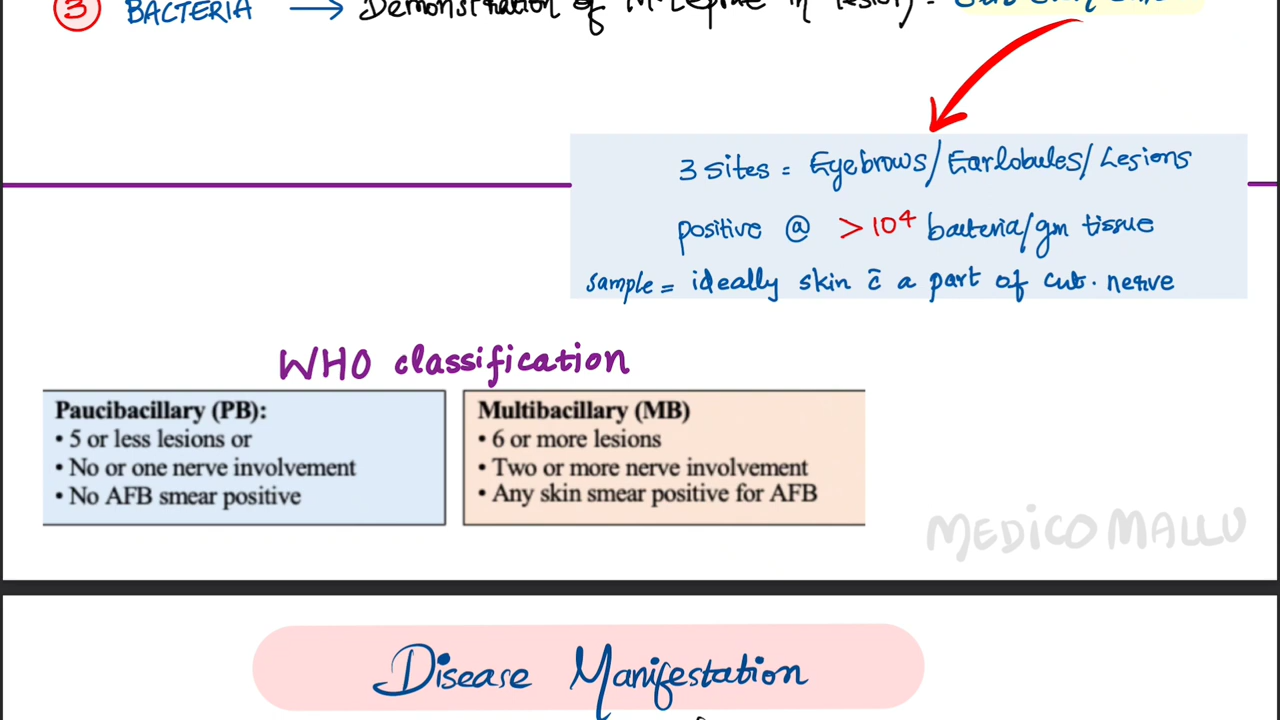 3 BACTERIA → Demonstration of M. leprae in lesion/ =
3 sites = Eyebrows/Earlobules/Lesions
positive @ >10⁴ bacteria/gm tissue
sample = ideally skin c̄ a part of cut. nerve
WHO classification
Paucibacillary (PB):
• 5 or less lesions or
• No or one nerve involvement
• No AFB smear positive
Multibacillary (MB)
• 6 or more lesions
• Two or more nerve involvement
• Any skin smear positive for AFB
MEDICO MALLU
Disease Manifestation